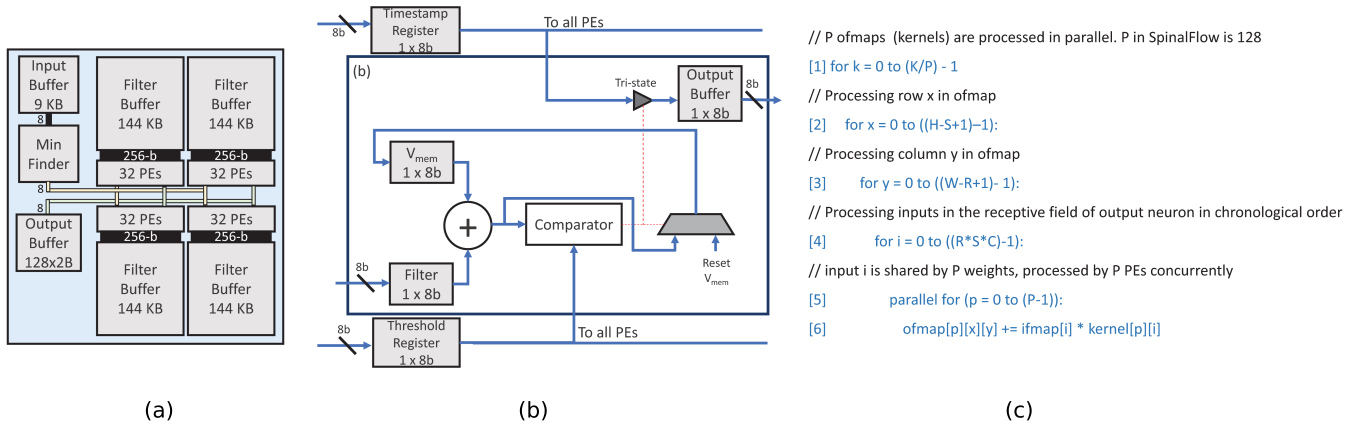 Input
Buffer
9 KB
8
Min
Finder
8
8
Output
Buffer
128x2B
Filter
Buffer
144 KB
256-b
32 PEs
Filter
Buffer
144 KB
256-b
32 PEs
32 PEs
256-b
Filter
Buffer
144 KB
32 PEs
256-b
Filter
Buffer
144 KB
(a)
8b
Timestamp
Register
1 x 8b
To all PEs
(b)
Tri-state
Output
Buffer
1 x 8b
8b
Vmem
1 x 8b
+
Comparator
Reset
Vmem
8b
Filter
1 x 8b
8b
Threshold
Register
1 x 8b
To all PEs
(b)
// P ofmaps (kernels) are processed in parallel. P in SpinalFlow is 128
[1] for k = 0 to (K/P) - 1
// Processing row x in ofmap
[2] for x = 0 to ((H-S+1)–1):
// Processing column y in ofmap
[3] for y = 0 to ((W-R+1)- 1):
// Processing inputs in the receptive field of output neuron in chronological order
[4] for i = 0 to ((R*S*C)-1):
// input i is shared by P weights, processed by P PEs concurrently
[5] parallel for (p = 0 to (P-1)):
[6] ofmap[p][x][y] += ifmap[i] * kernel[p][i]
(c)